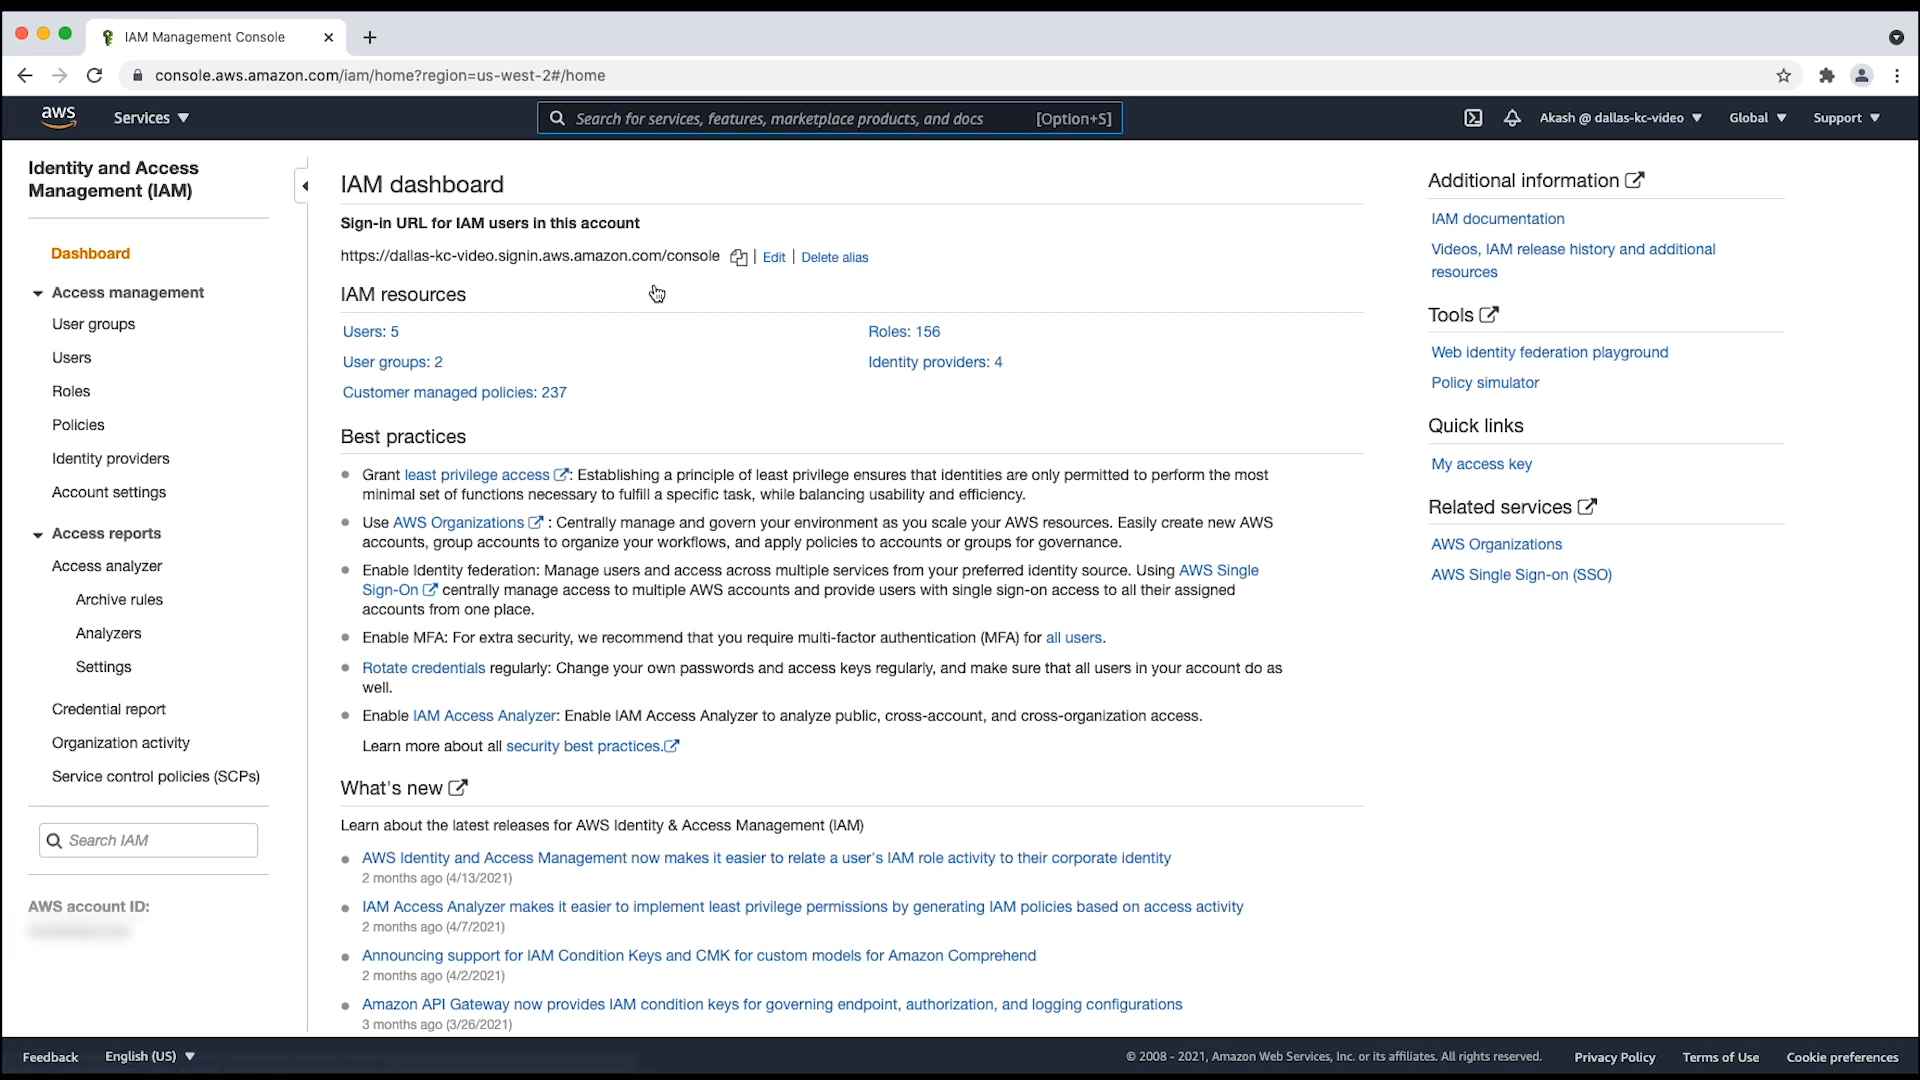 IAM Management Console
console.aws.amazon.com/iam/home?region=us-west-2#/home
aws
Services
Search for services, features, marketplace products, and docs
[Option+S]
Akash @ dallas-kc-video
Global
Support
Identity and Access
Management (IAM)
Dashboard
Access management
User groups
Users
Roles
Policies
Identity providers
Account settings
Access reports
Access analyzer
Archive rules
Analyzers
Settings
Credential report
Organization activity
Service control policies (SCPs)
Search IAM
AWS account ID:
IAM dashboard
Sign-in URL for IAM users in this account
https://dallas-kc-video.signin.aws.amazon.com/console | Edit | Delete alias
IAM resources
Users: 5
Roles: 156
User groups: 2
Identity providers: 4
Customer managed policies: 237
Best practices
Grant least privilege access : Establishing a principle of least privilege ensures that identities are only permitted to perform the most
minimal set of functions necessary to fulfill a specific task, while balancing usability and efficiency.
Use AWS Organizations : Centrally manage and govern your environment as you scale your AWS resources. Easily create new AWS
accounts, group accounts to organize your workflows, and apply policies to accounts or groups for governance.
Enable Identity federation: Manage users and access across multiple services from your preferred identity source. Using AWS Single
Sign-On centrally manage access to multiple AWS accounts and provide users with single sign-on access to all their assigned
accounts from one place.
Enable MFA: For extra security, we recommend that you require multi-factor authentication (MFA) for all users.
Rotate credentials regularly: Change your own passwords and access keys regularly, and make sure that all users in your account do as
well.
Enable IAM Access Analyzer: Enable IAM Access Analyzer to analyze public, cross-account, and cross-organization access.
Learn more about all security best practices.
What's new
Learn about the latest releases for AWS Identity & Access Management (IAM)
AWS Identity and Access Management now makes it easier to relate a user's IAM role activity to their corporate identity
2 months ago (4/13/2021)
IAM Access Analyzer makes it easier to implement least privilege permissions by generating IAM policies based on access activity
2 months ago (4/7/2021)
Announcing support for IAM Condition Keys and CMK for custom models for Amazon Comprehend
2 months ago (4/2/2021)
Amazon API Gateway now provides IAM condition keys for governing endpoint, authorization, and logging configurations
3 months ago (3/26/2021)
Additional information
IAM documentation
Videos, IAM release history and additional
resources
Tools
Web identity federation playground
Policy simulator
Quick links
My access key
Related services
AWS Organizations
AWS Single Sign-on (SSO)
Feedback
English (US)
© 2008 - 2021, Amazon Web Services, Inc. or its affiliates. All rights reserved.
Privacy Policy
Terms of Use
Cookie preferences